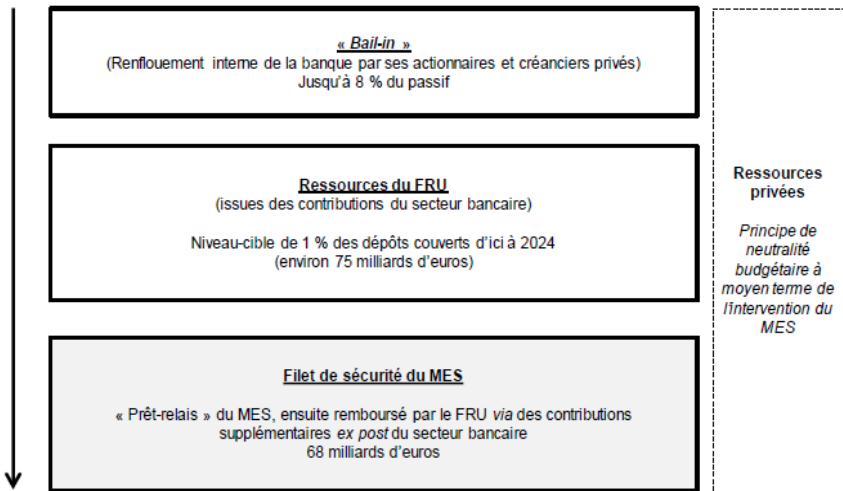 « Bail-in »
(Renflouement interne de la banque par ses actionnaires et créanciers privés)
Jusqu'à 8 % du passif
Ressources du FRU
(issues des contributions du secteur bancaire)
Niveau-cible de 1 % des dépôts couverts d'ici à 2024
(environ 75 milliards d'euros)
Filet de sécurité du MES
« Prêt-relais » du MES, ensuite remboursé par le FRU via des contributions
supplémentaires ex post du secteur bancaire
68 milliards d'euros
Ressources
privées
Principe de
neutralité
budgétaire à
moyen terme de
l'intervention du
MES